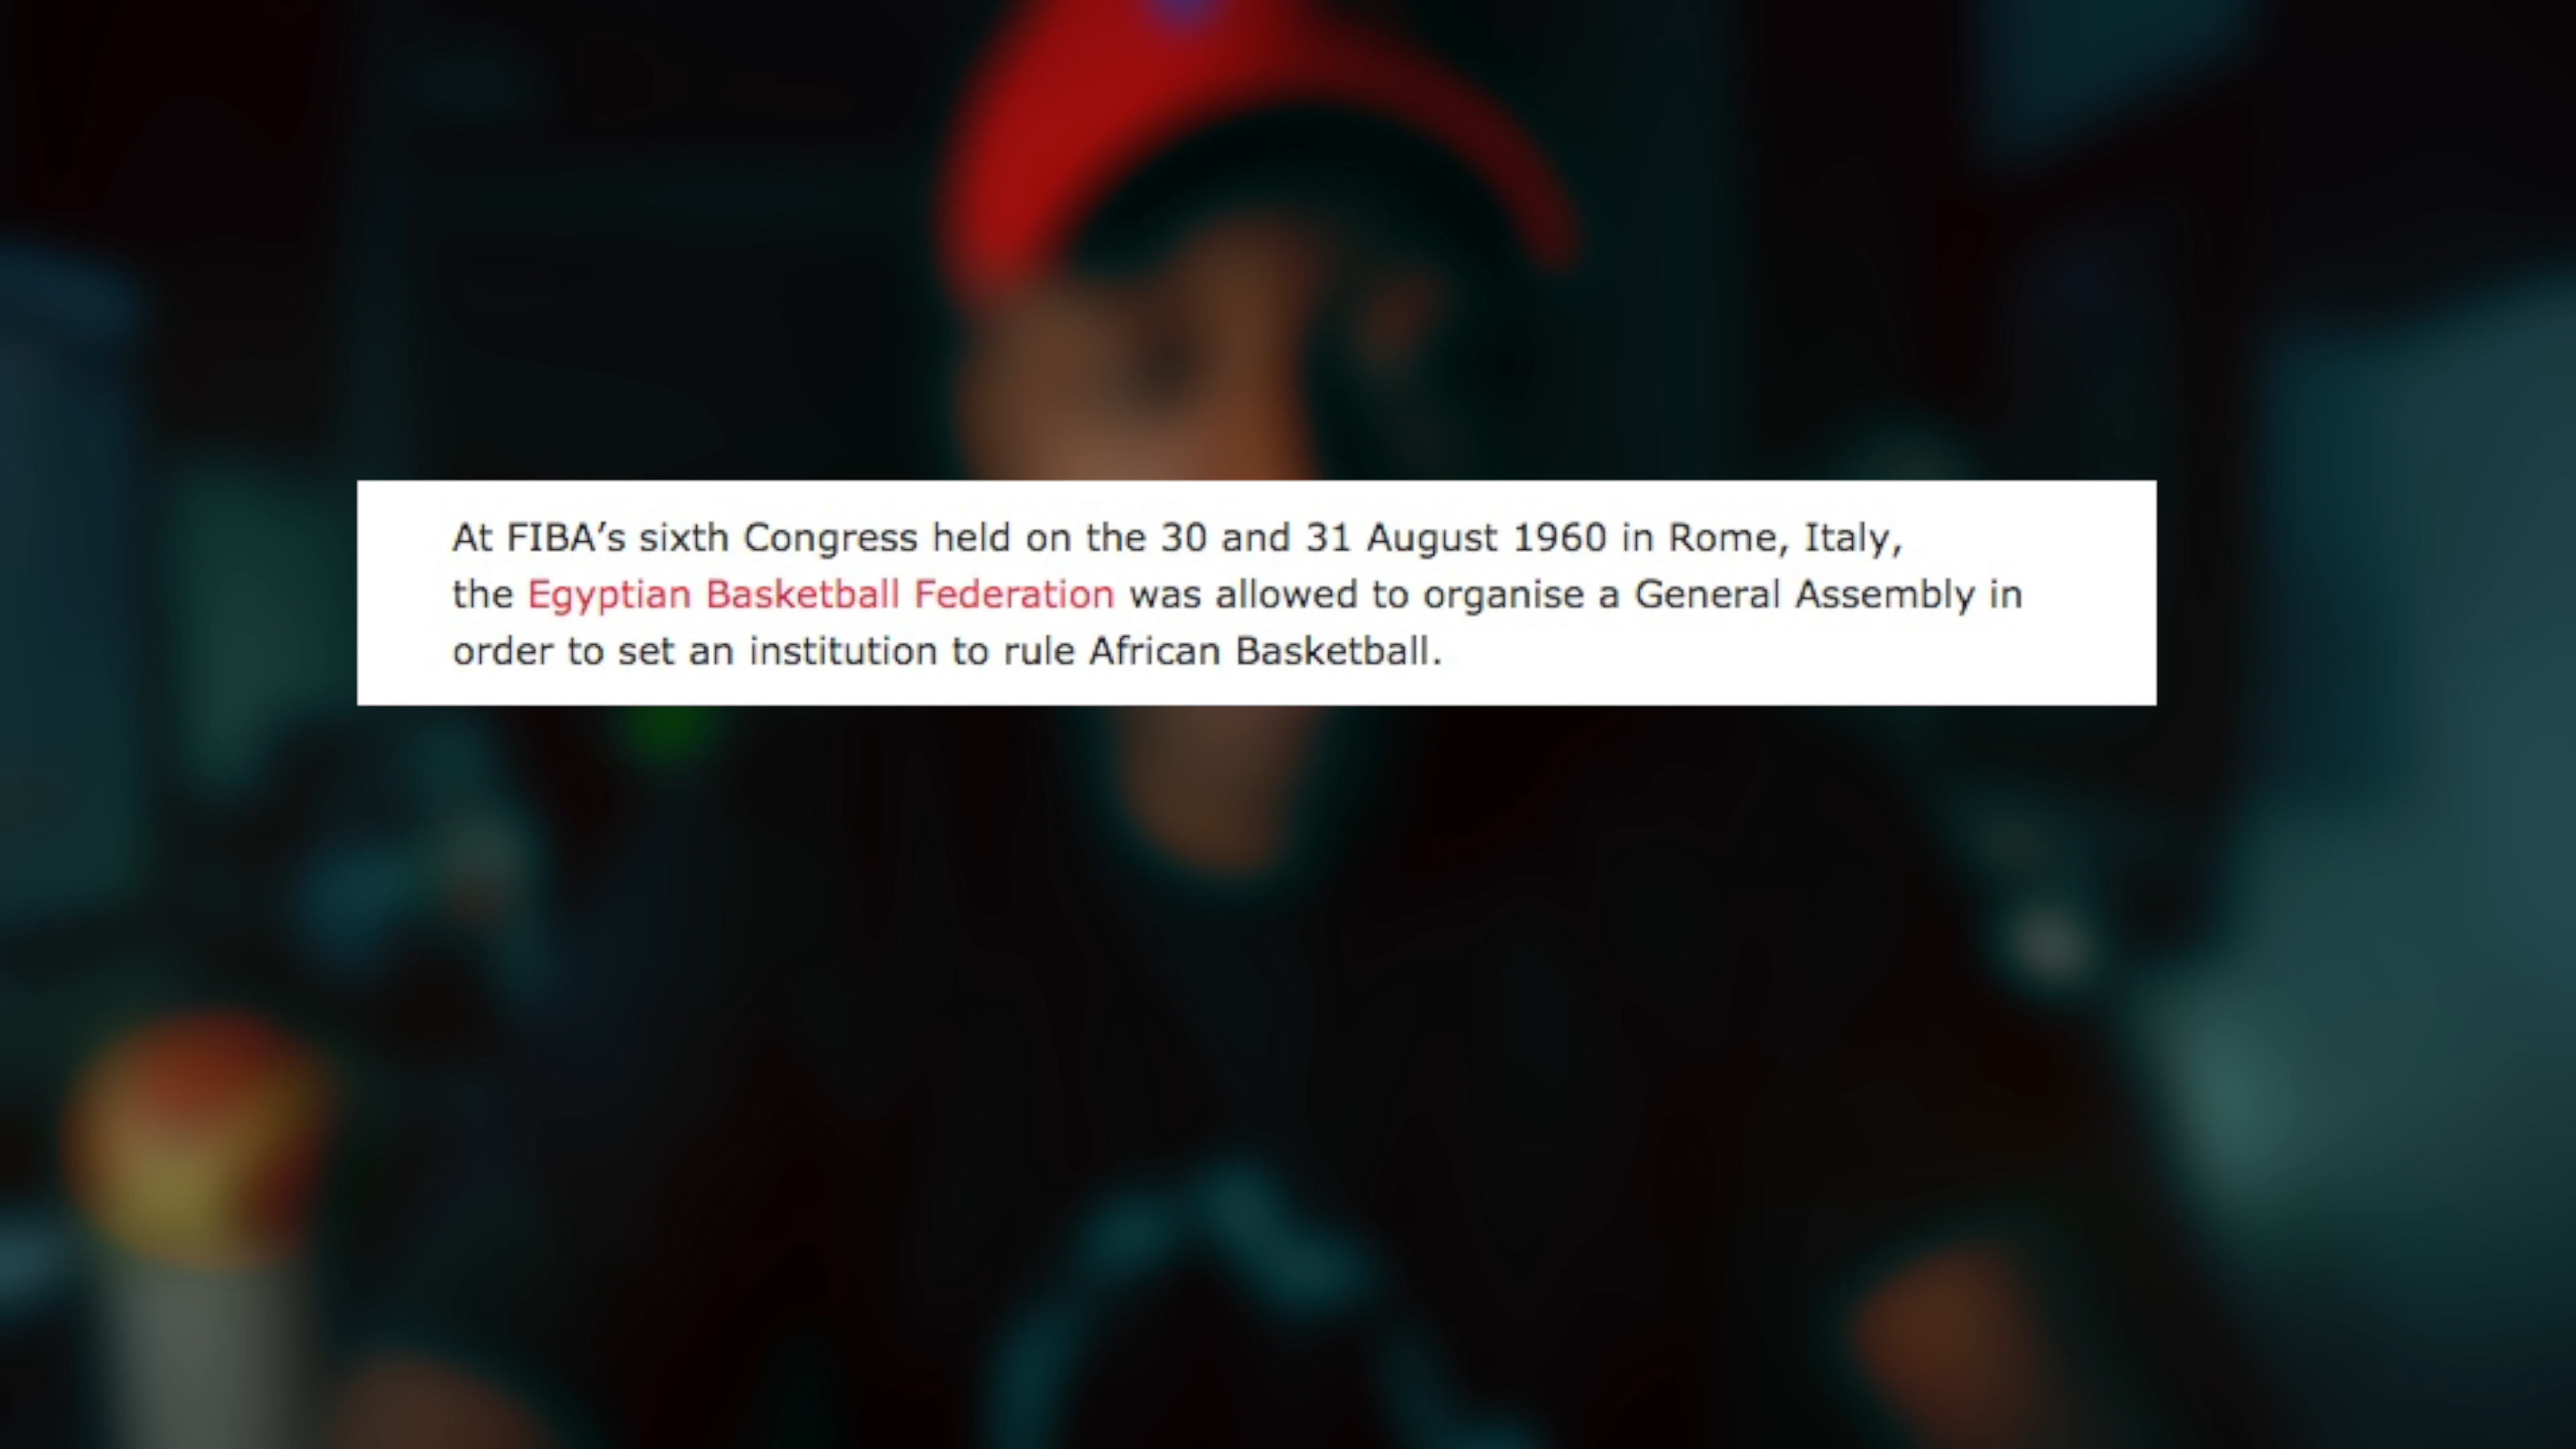 At FIBA’s sixth Congress held on the 30 and 31 August 1960 in Rome, Italy,
the Egyptian Basketball Federation was allowed to organise a General Assembly in
order to set an institution to rule African Basketball.